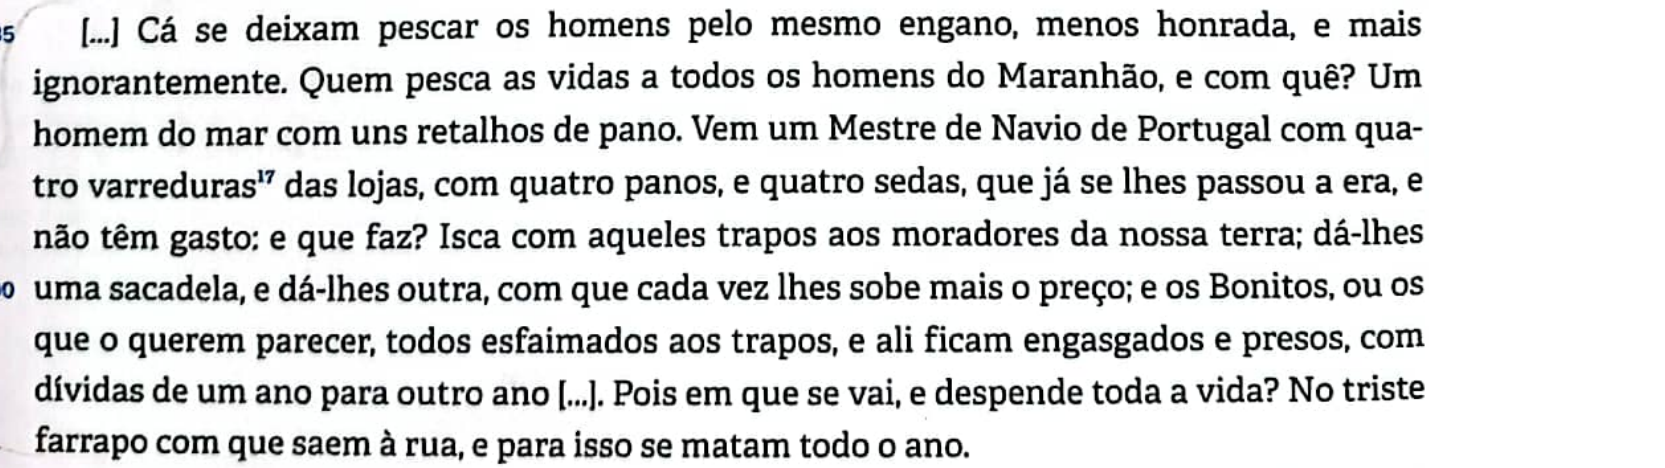 [...] Cá se deixam pescar os homens pelo mesmo engano, menos honrada, e mais
ignorantemente. Quem pesca as vidas a todos os homens do Maranhão, e com quê? Um
homem do mar com uns retalhos de pano. Vem um Mestre de Navio de Portugal com qua-
tro varreduras¹⁷ das lojas, com quatro panos, e quatro sedas, que já se lhes passou a era, e
não têm gasto: e que faz? Isca com aqueles trapos aos moradores da nossa terra; dá-lhes
uma sacadela, e dá-lhes outra, com que cada vez lhes sobe mais o preço; e os Bonitos, ou os
que o querem parecer, todos esfaimados aos trapos, e ali ficam engasgados e presos, com
dívidas de um ano para outro ano [...]. Pois em que se vai, e despende toda a vida? No triste
farrapo com que saem à rua, e para isso se matam todo o ano.